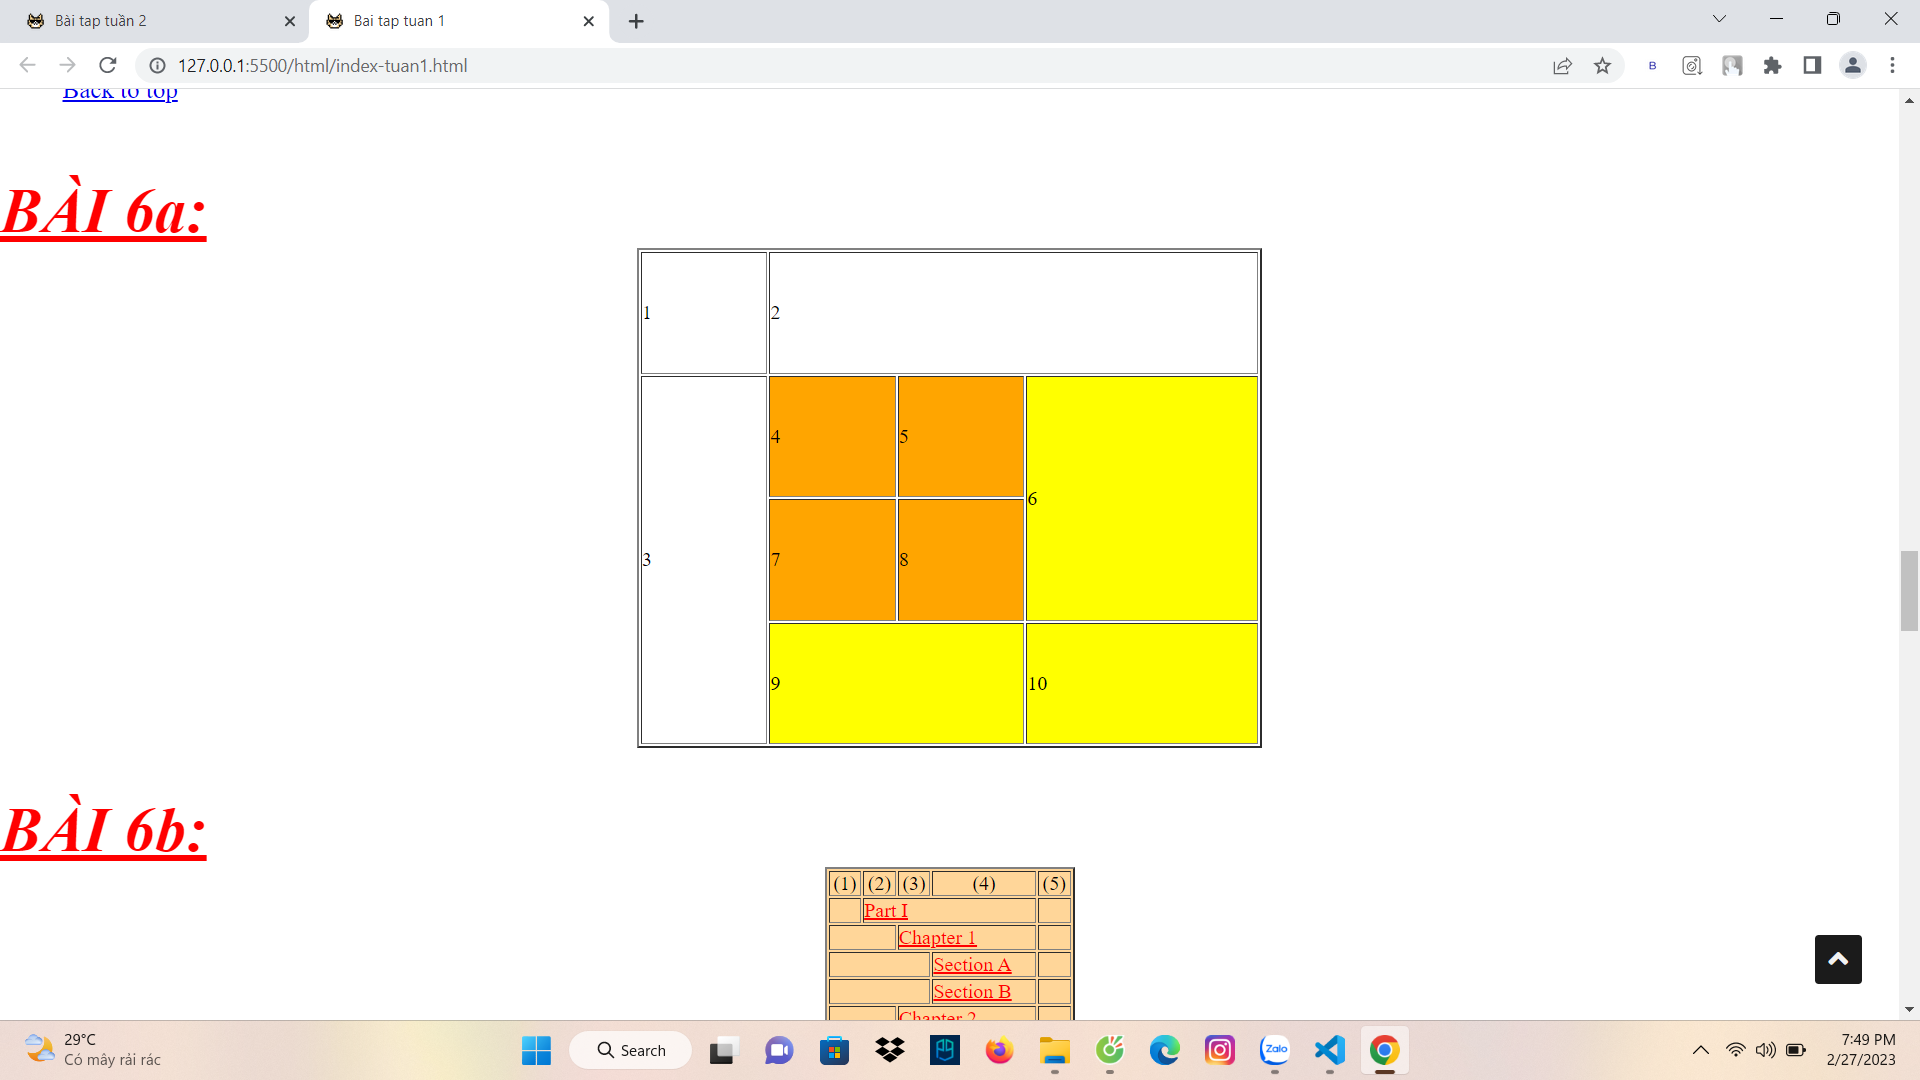 Bài tap tuần 2
Bai tap tuan 1
127.0.0.1:5500/html/index-tuan1.html
B
Back to top
BÀI 6a:
1
2
3
4
5
6
7
8
9
10
BÀI 6b:
(1) (2) (3) (4) (5)
Part I
Chapter 1
Section A
Section B
Chapter 2
29°C
Có mây rải rác
Search
Zalo
7:49 PM
2/27/2023